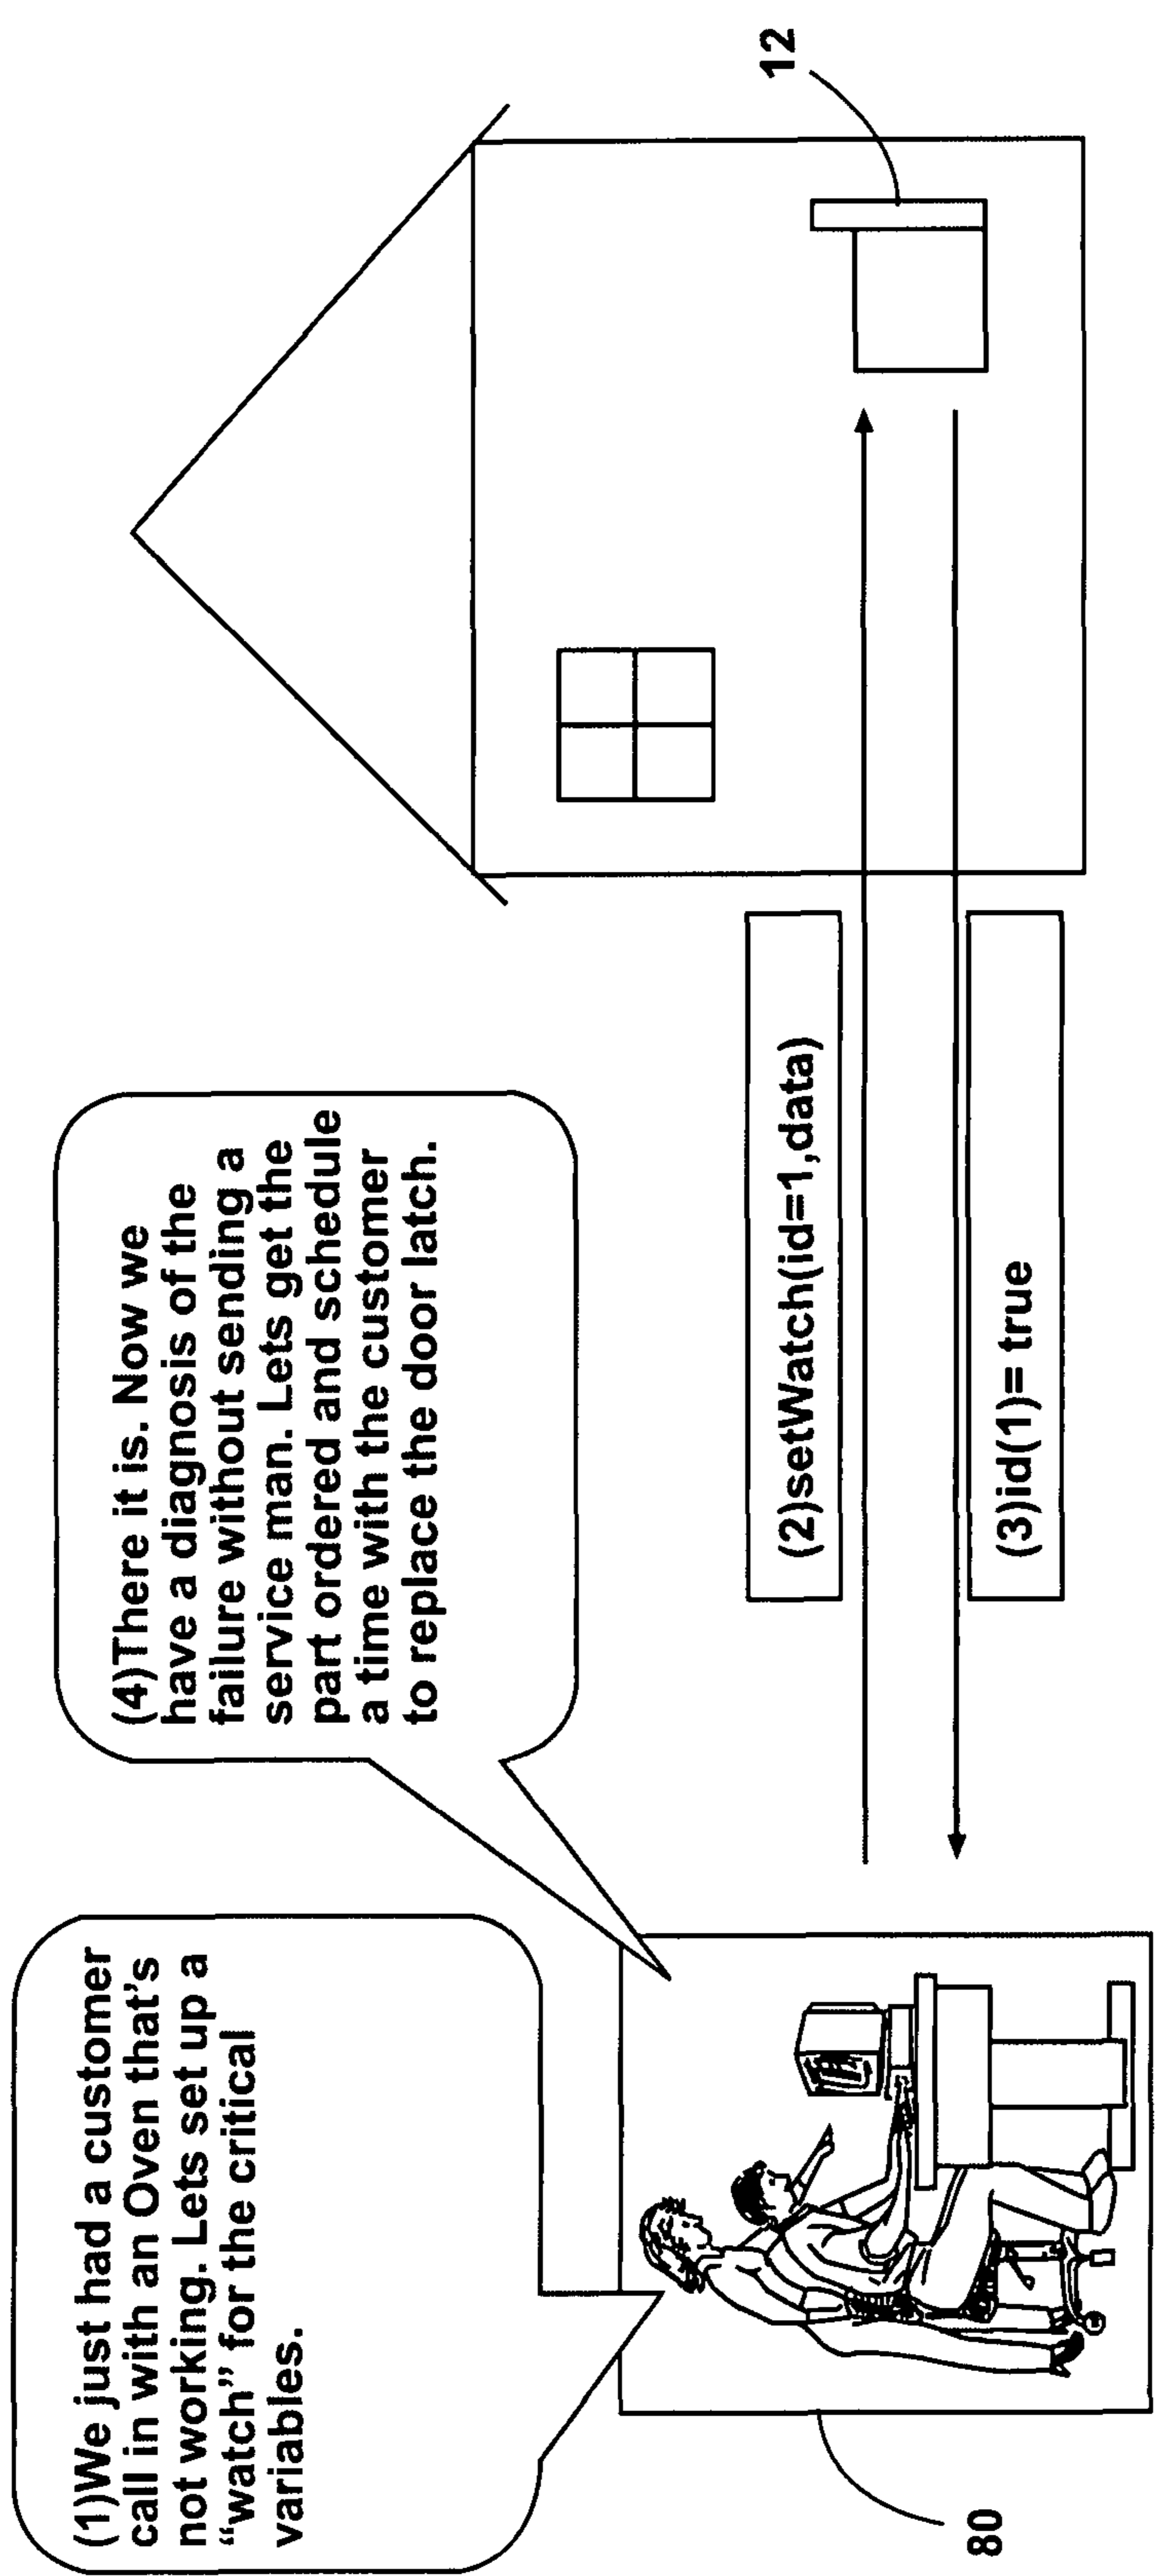 (1)We just had a customer
call in with an Oven that's
not working. Lets set up a
“watch” for the critical
variables.
(4)There it is. Now we
have a diagnosis of the
failure without sending a
service man. Lets get the
part ordered and schedule
a time with the customer
to replace the door latch.
(2)setWatch(id=1,data)
(3)id(1)= true
12
80